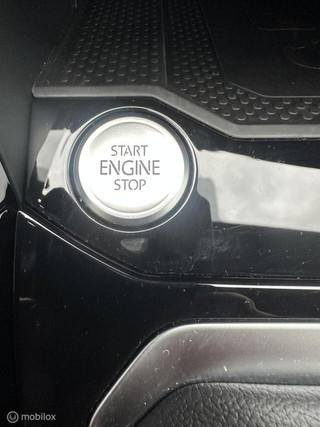 START
ENGINE
STOP
mobilox